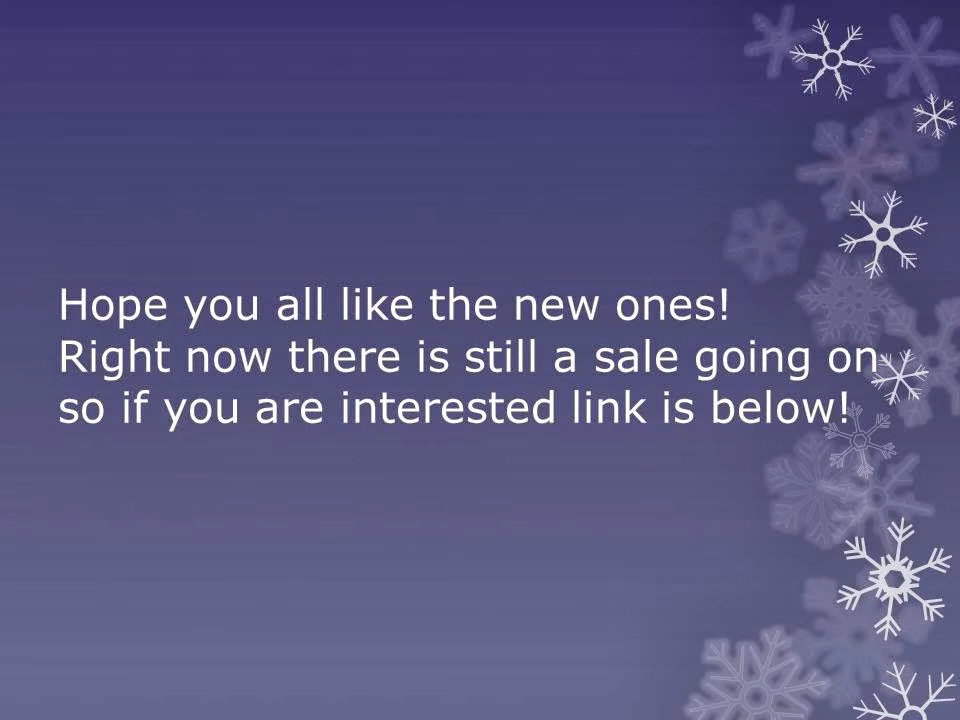 Hope you all like the new ones!
Right now there is still a sale going on
so if you are interested link is below!